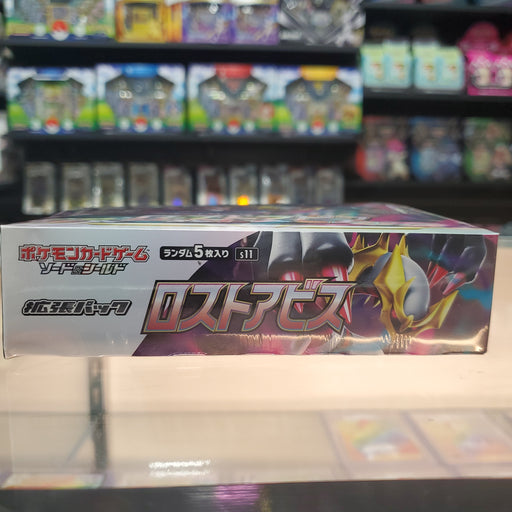 ポケモンカードゲーム
ソード&シールド
ランダム5枚入り s11
拡張パック
ロストアビス